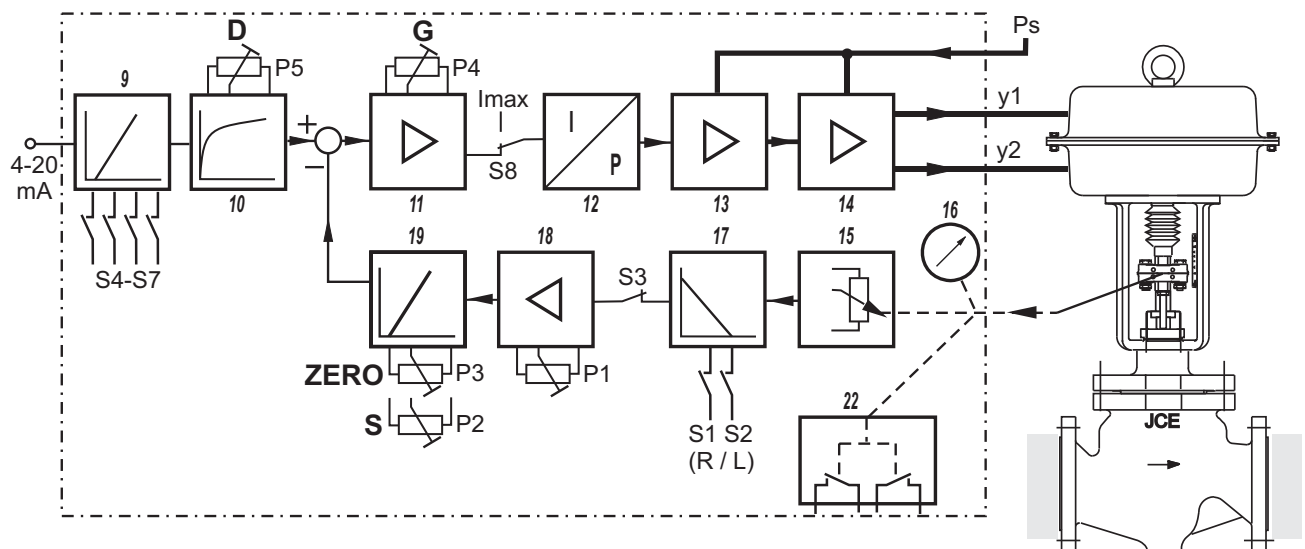 D
G
Ps
P5
P4
9
Imax
y1
+
I
4-20
mA
−
S8
P
y2
10
11
12
13
14
16
19
18
17
15
S4-S7
S3
ZERO
P3
P1
S
P2
S1 S2
(R / L)
22
JCE